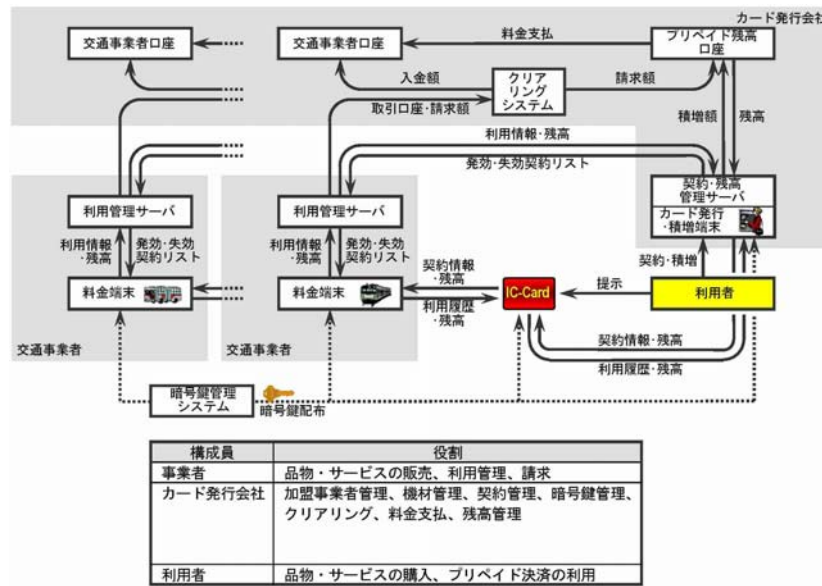 カード発行会社
交通事業者口座
交通事業者口座
料金支払
プリペイド残高
口座
入金額
クリア
リング
システム
請求額
取引口座・請求額
積増額
残高
利用情報・残高
発効・失効契約リスト
契約・残高
管理サーバ
カード発行
・積増端末
利用管理サーバ
利用管理サーバ
利用情報
・残高
発効・失効
契約リスト
利用情報
・残高
発効・失効
契約リスト
契約情報
・残高
契約・積増
料金端末
料金端末
IC-Card
提示
利用者
利用履歴
・残高
交通事業者
交通事業者
契約情報・残高
利用履歴・残高
暗号鍵管理
システム
暗号鍵配布
構成員
役割
事業者
品物・サービスの販売、利用管理、請求
カード発行会社
加盟事業者管理、機材管理、契約管理、暗号鍵管理、
クリアリング、料金支払、残高管理
利用者
品物・サービスの購入、プリペイド決済の利用